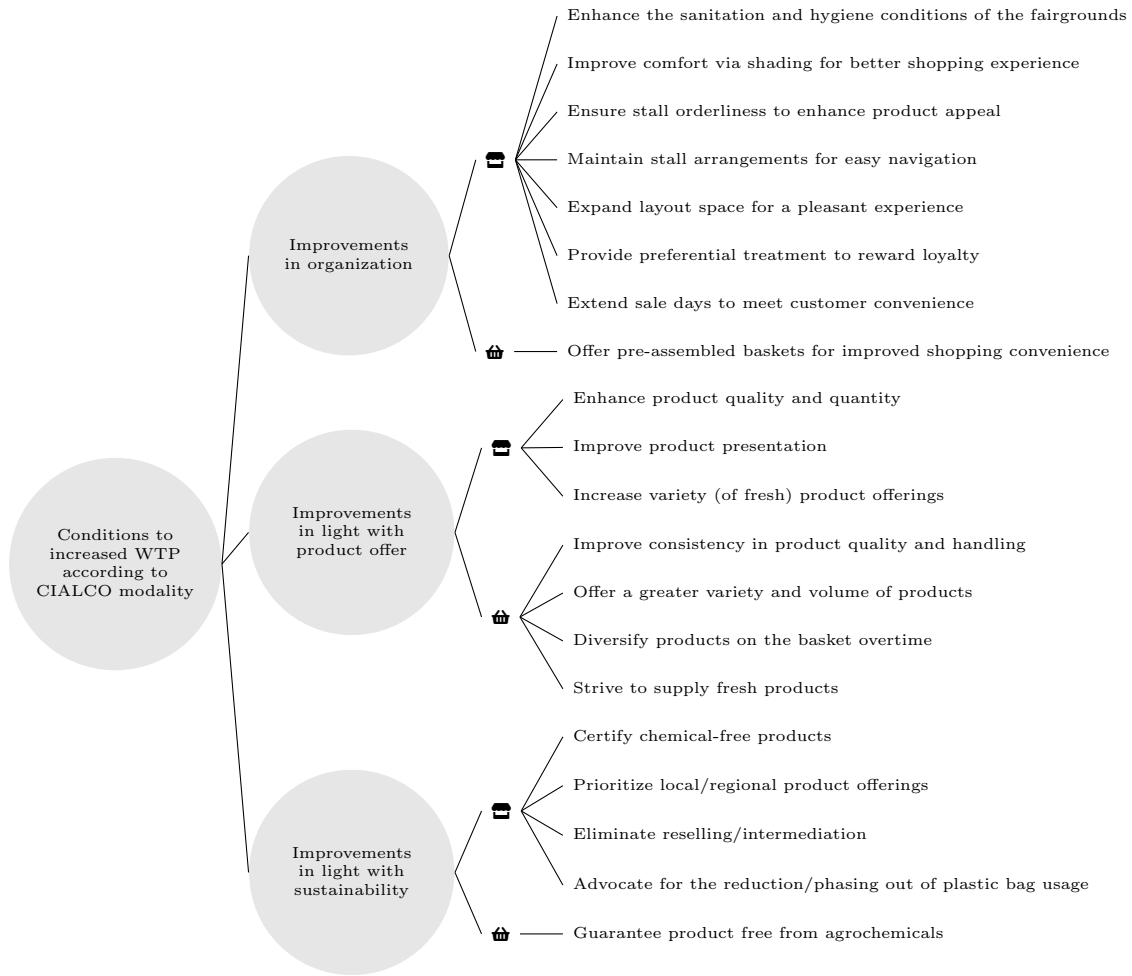 Conditions to
increased WTP
according to
CIALCO modality
Improvements
in organization
Enhance the sanitation and hygiene conditions of the fairgrounds
Improve comfort via shading for better shopping experience
Ensure stall orderliness to enhance product appeal
Maintain stall arrangements for easy navigation
Expand layout space for a pleasant experience
Provide preferential treatment to reward loyalty
Extend sale days to meet customer convenience
Offer pre-assembled baskets for improved shopping convenience
Improvements
in light with
product offer
Enhance product quality and quantity
Improve product presentation
Increase variety (of fresh) product offerings
Improve consistency in product quality and handling
Offer a greater variety and volume of products
Diversify products on the basket overtime
Strive to supply fresh products
Improvements
in light with
sustainability
Certify chemical-free products
Prioritize local/regional product offerings
Eliminate reselling/intermediation
Advocate for the reduction/phasing out of plastic bag usage
Guarantee product free from agrochemicals